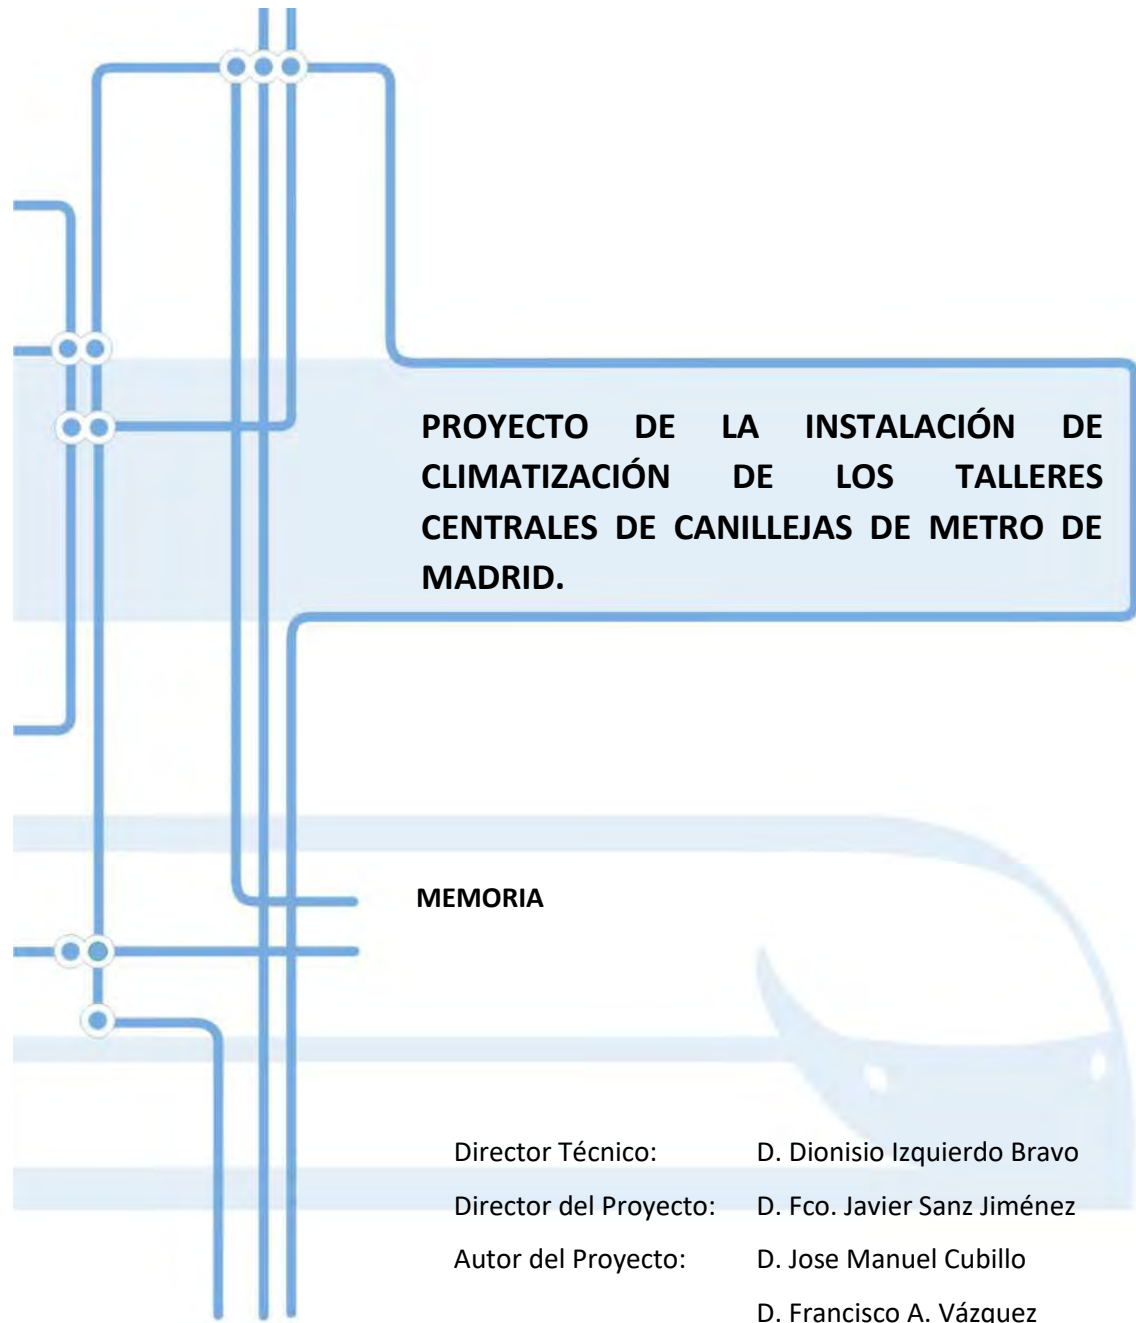 PROYECTO DE LA INSTALACIÓN DE
CLIMATIZACIÓN DE LOS TALLERES
CENTRALES DE CANILLEJAS DE METRO DE
MADRID.
MEMORIA
Director Técnico: D. Dionisio Izquierdo Bravo
Director del Proyecto: D. Fco. Javier Sanz Jiménez
Autor del Proyecto: D. Jose Manuel Cubillo
D. Francisco A. Vázquez